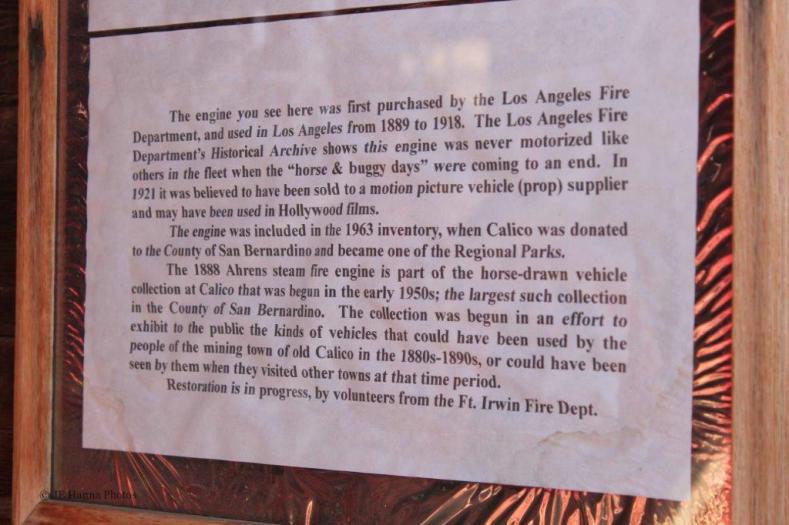 The engine you see here was first purchased by the Los Angeles Fire
Department, and used in Los Angeles from 1889 to 1918. The Los Angeles Fire
Department's Historical Archive shows this engine was never motorized like
others in the fleet when the "horse & buggy days" were coming to an end. In
1921 it was believed to have been sold to a motion picture vehicle (prop) supplier
and may have been used in Hollywood films.
The engine was included in the 1963 inventory, when Calico was donated
to the County of San Bernardino and became one of the Regional Parks.
The 1888 Ahrens steam fire engine is part of the horse-drawn vehicle
collection at Calico that was begun in the early 1950s; the largest such collection
in the County of San Bernardino. The collection was begun in an effort to
exhibit to the public the kinds of vehicles that could have been used by the
people of the mining town of old Calico in the 1880s-1890s, or could have been
seen by them when they visited other towns at that time period.
Restoration is in progress, by volunteers from the Ft. Irwin Fire Dept.
Hanna Photos